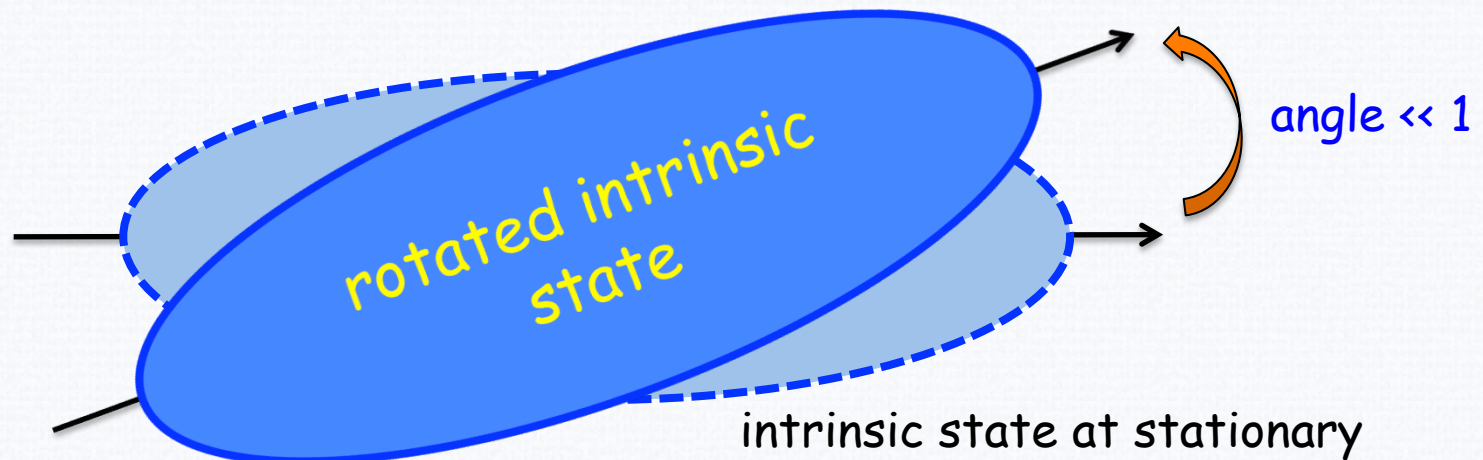 angle << 1
rotated intrinsic
state
intrinsic state at stationary